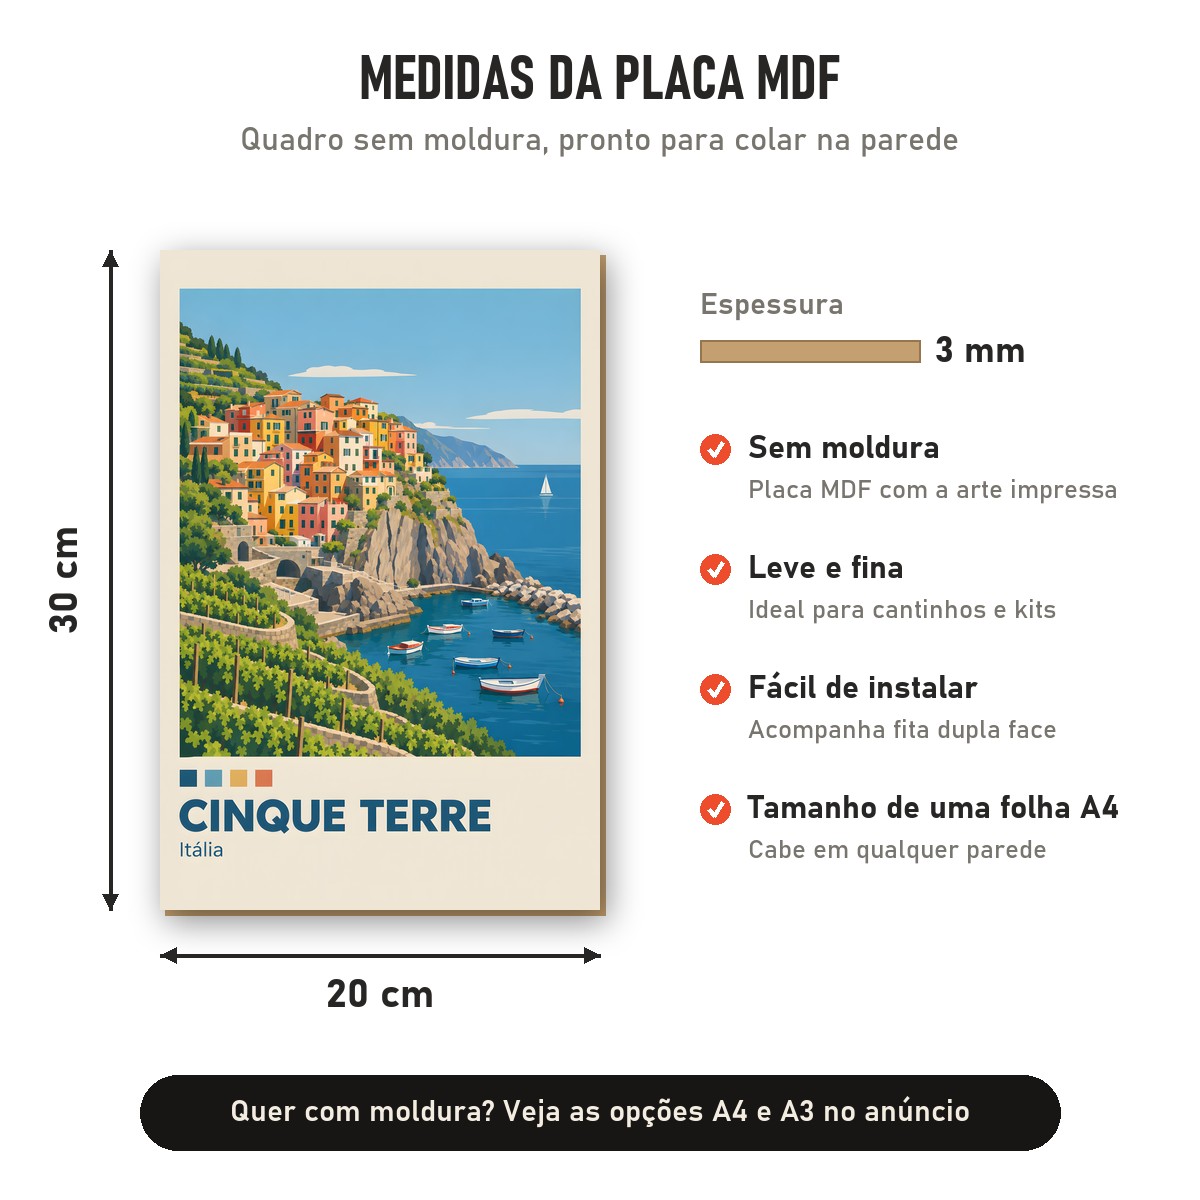 MEDIDAS DA PLACA MDF
Quadro sem moldura, pronto para colar na parede
30 cm
20 cm
CINQUE TERRE
Itália
Espessura
3 mm
Sem moldura
Placa MDF com a arte impressa
Leve e fina
Ideal para cantinhos e kits
Fácil de instalar
Acompanha fita dupla face
Tamanho de uma folha A4
Cabe em qualquer parede
Quer com moldura? Veja as opções A4 e A3 no anúncio